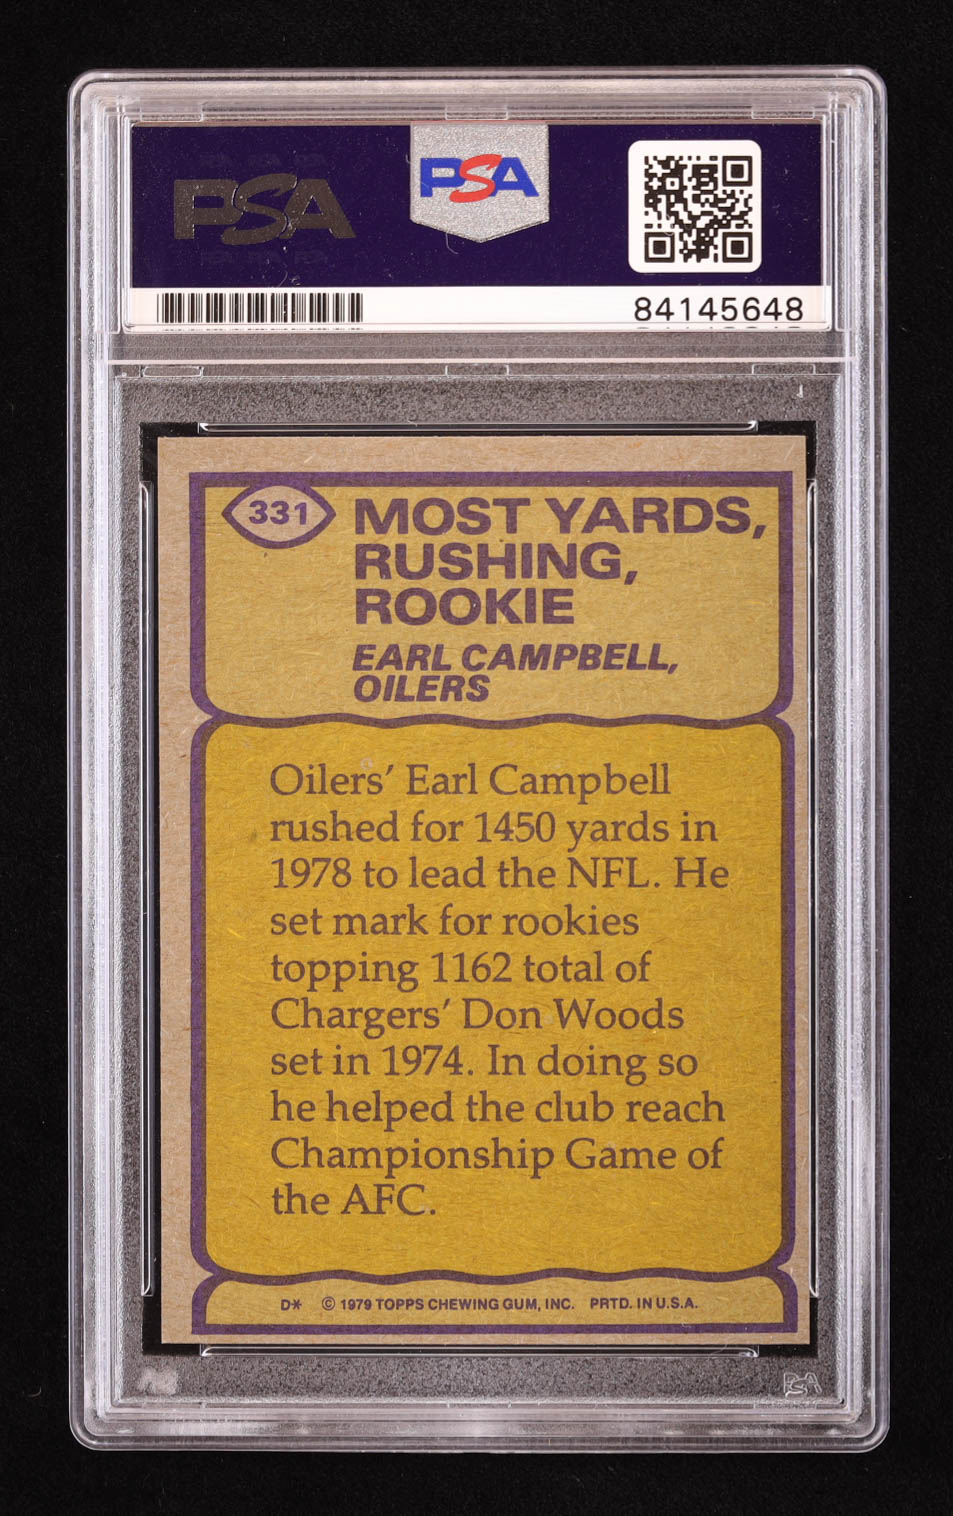 PSA
PSA
84145648
331
MOST YARDS,
RUSHING,
ROOKIE
EARL CAMPBELL,
OILERS
Oilers' Earl Campbell
rushed for 1450 yards in
1978 to lead the NFL. He
set mark for rookies
topping 1162 total of
Chargers' Don Woods
set in 1974. In doing so
he helped the club reach
Championship Game of
the AFC.
D* © 1979 TOPPS CHEWING GUM, INC. PRTD. IN U.S.A.
PSA